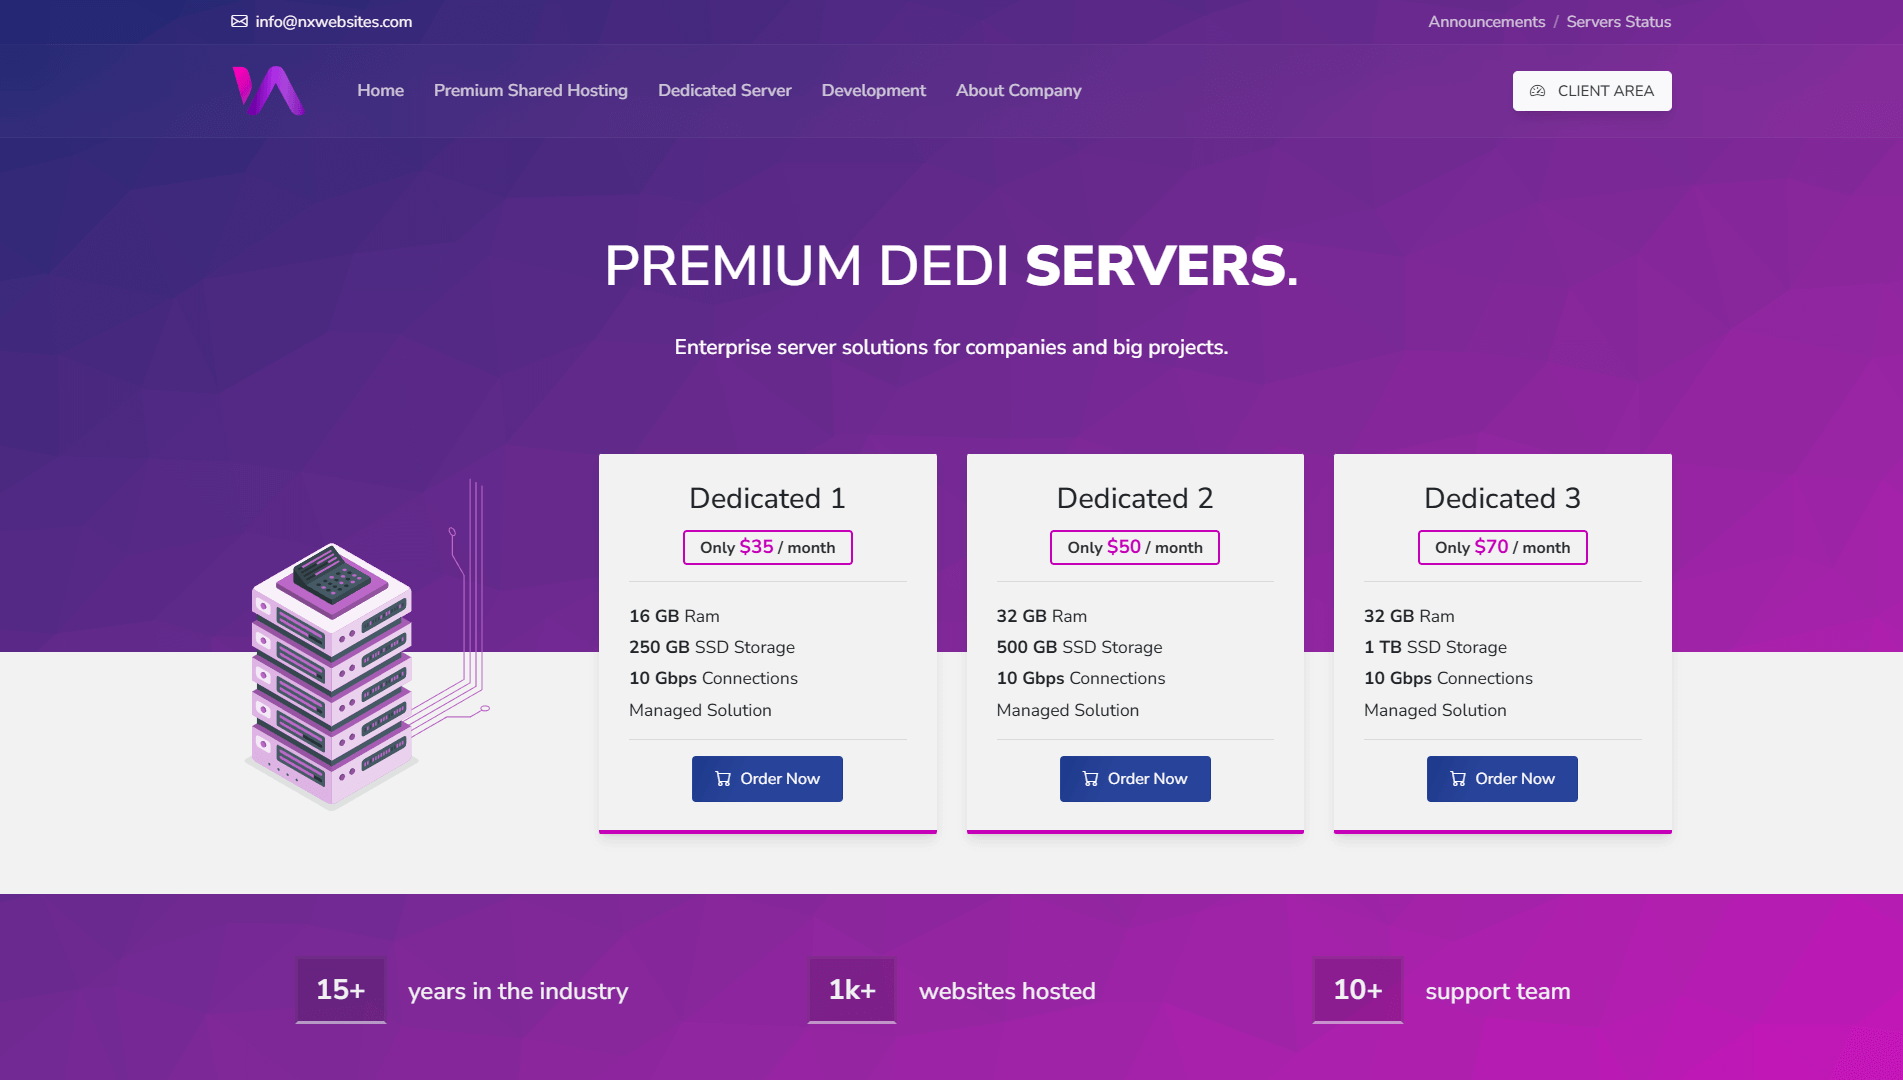 info@nxwebsites.com
Announcements / Servers Status
Home Premium Shared Hosting Dedicated Server Development About Company
CLIENT AREA
PREMIUM DEDI SERVERS.
Enterprise server solutions for companies and big projects.
Dedicated 1
Only $35 / month
16 GB Ram
250 GB SSD Storage
10 Gbps Connections
Managed Solution
Order Now
Dedicated 2
Only $50 / month
32 GB Ram
500 GB SSD Storage
10 Gbps Connections
Managed Solution
Order Now
Dedicated 3
Only $70 / month
32 GB Ram
1 TB SSD Storage
10 Gbps Connections
Managed Solution
Order Now
15+ years in the industry
1k+ websites hosted
10+ support team